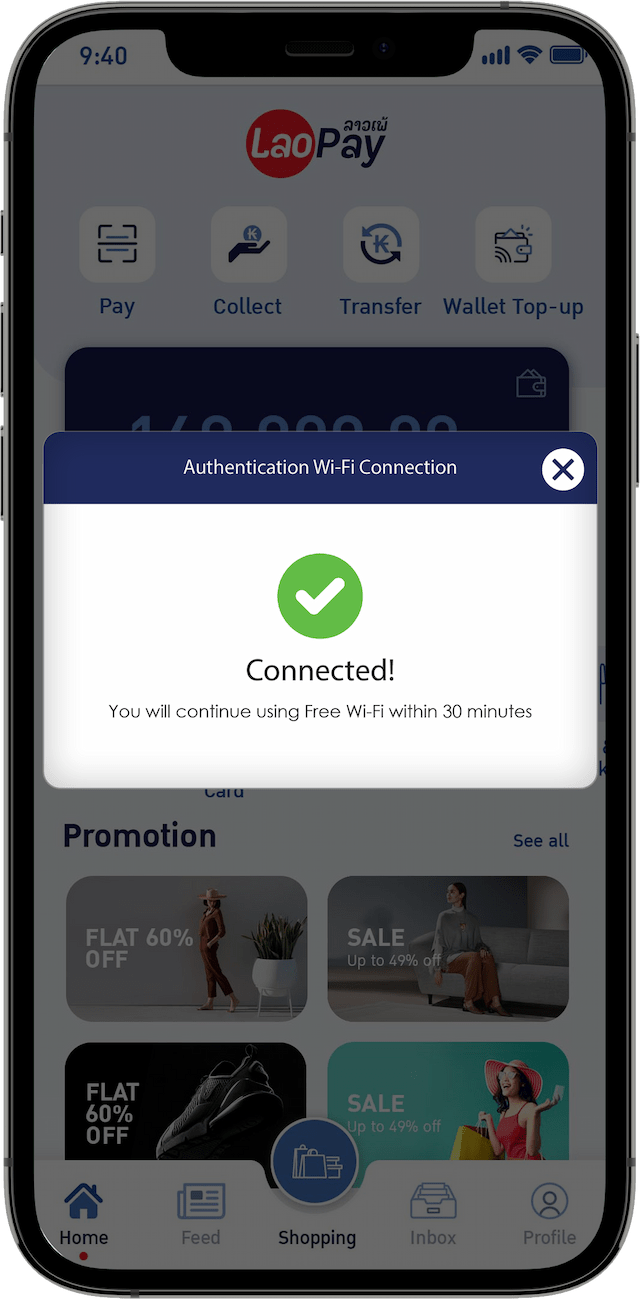 9:40
ລາວເພ້
LaoPay
Pay
Collect
Transfer
Wallet Top-up
Authentication Wi-Fi Connection
Connected!
You will continue using Free Wi-Fi within 30 minutes
Card
Promotion
See all
FLAT 60%
OFF
SALE
Up to 49% off
FLAT
60%
OFF
SALE
Up to 49% off
Home
Feed
Shopping
Inbox
Profile